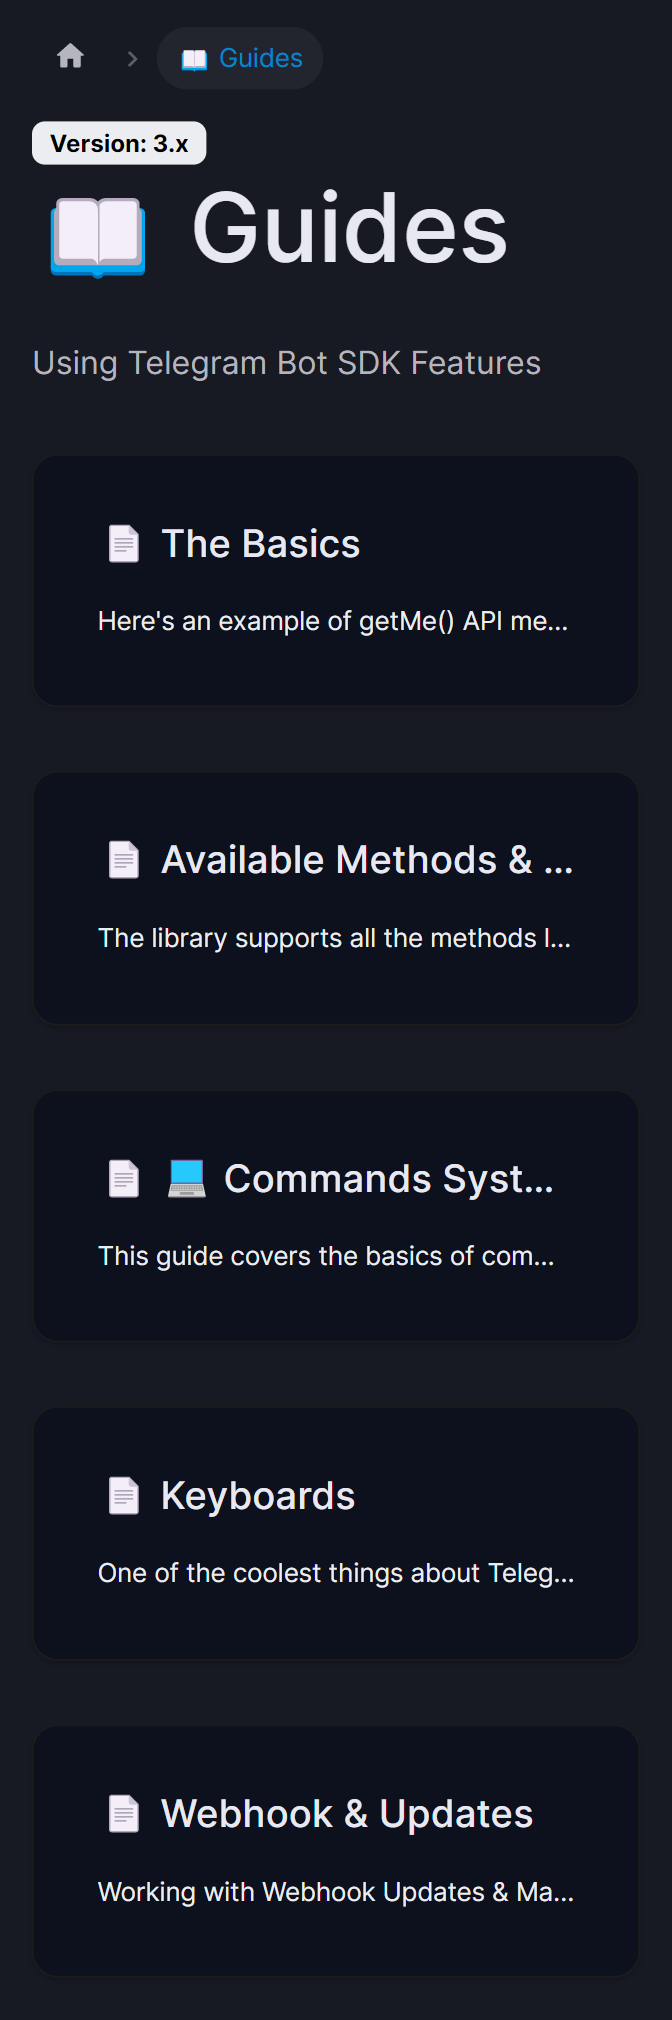 Guides
Version: 3.x
Guides
Using Telegram Bot SDK Features
The Basics
Here's an example of getMe() API me...
Available Methods & ...
The library supports all the methods l...
Commands Syst...
This guide covers the basics of com...
Keyboards
One of the coolest things about Teleg...
Webhook & Updates
Working with Webhook Updates & Ma...